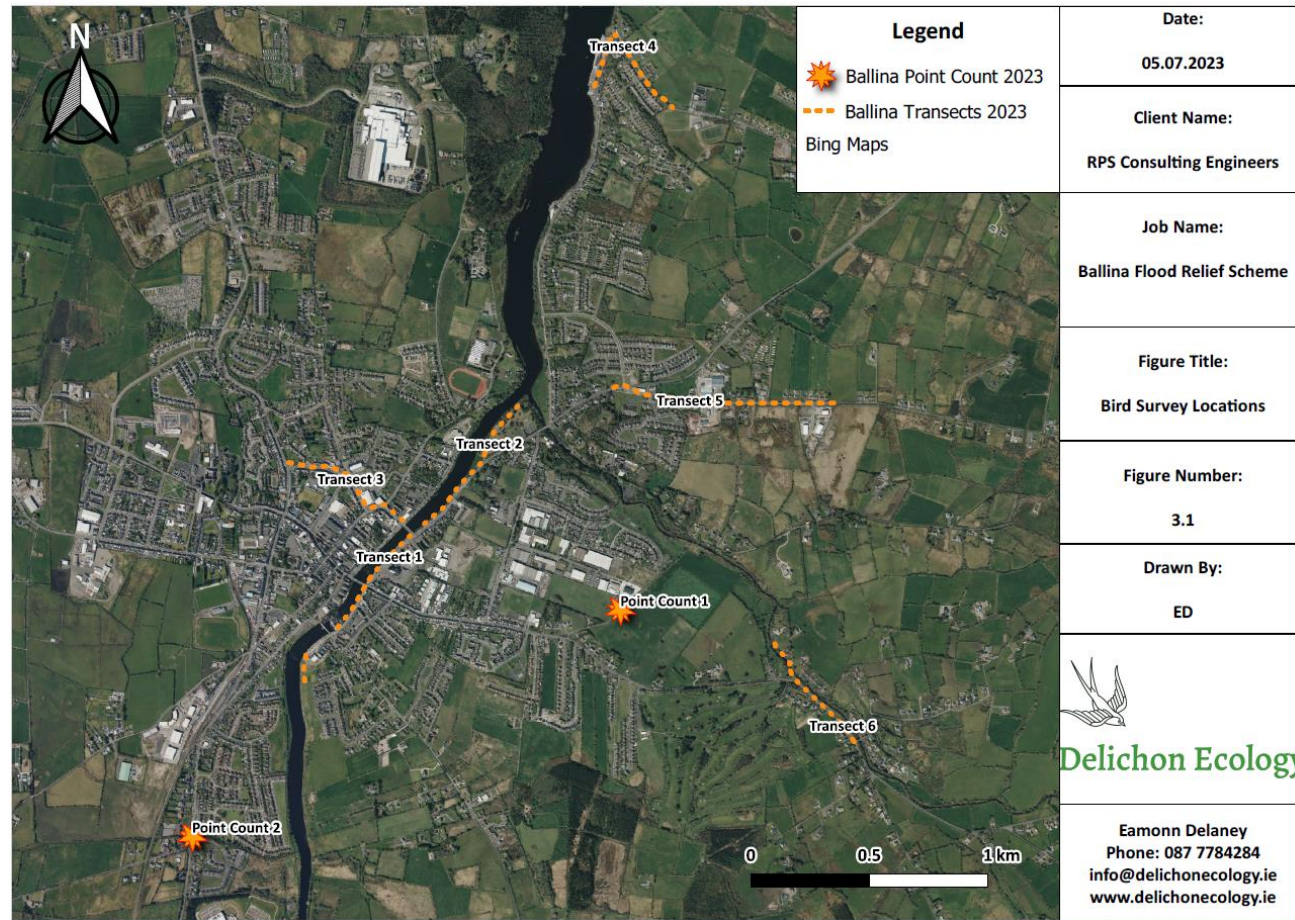 N
Transect 4
Transect 5
Transect 2
Transect 3
Transect 1
Point Count 1
Transect 6
Point Count 2
0 0.5 1 km
Legend
Ballina Point Count 2023
Ballina Transects 2023
Bing Maps
Date:
05.07.2023
Client Name:
RPS Consulting Engineers
Job Name:
Ballina Flood Relief Scheme
Figure Title:
Bird Survey Locations
Figure Number:
3.1
Drawn By:
ED
Delichon Ecology
Eamonn Delaney
Phone: 087 7784284
info@delichonecology.ie
www.delichonecology.ie